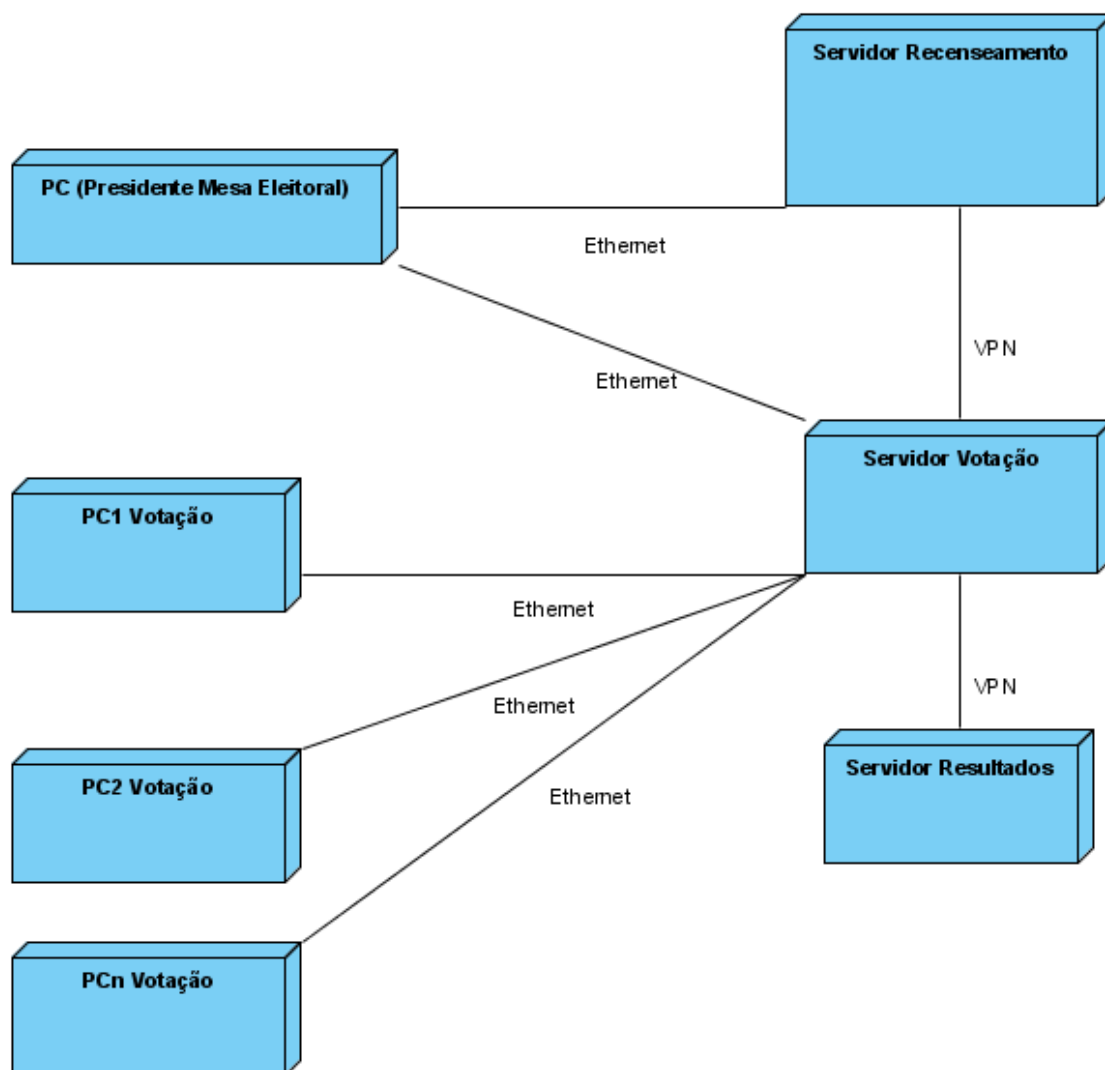 Servidor Recenseamento
PC (Presidente Mesa Eleitoral)
Ethernet
VPN
Ethernet
Servidor Votação
PC1 Votação
Ethernet
VPN
Ethernet
Servidor Resultados
PC2 Votação
Ethernet
PCn Votação